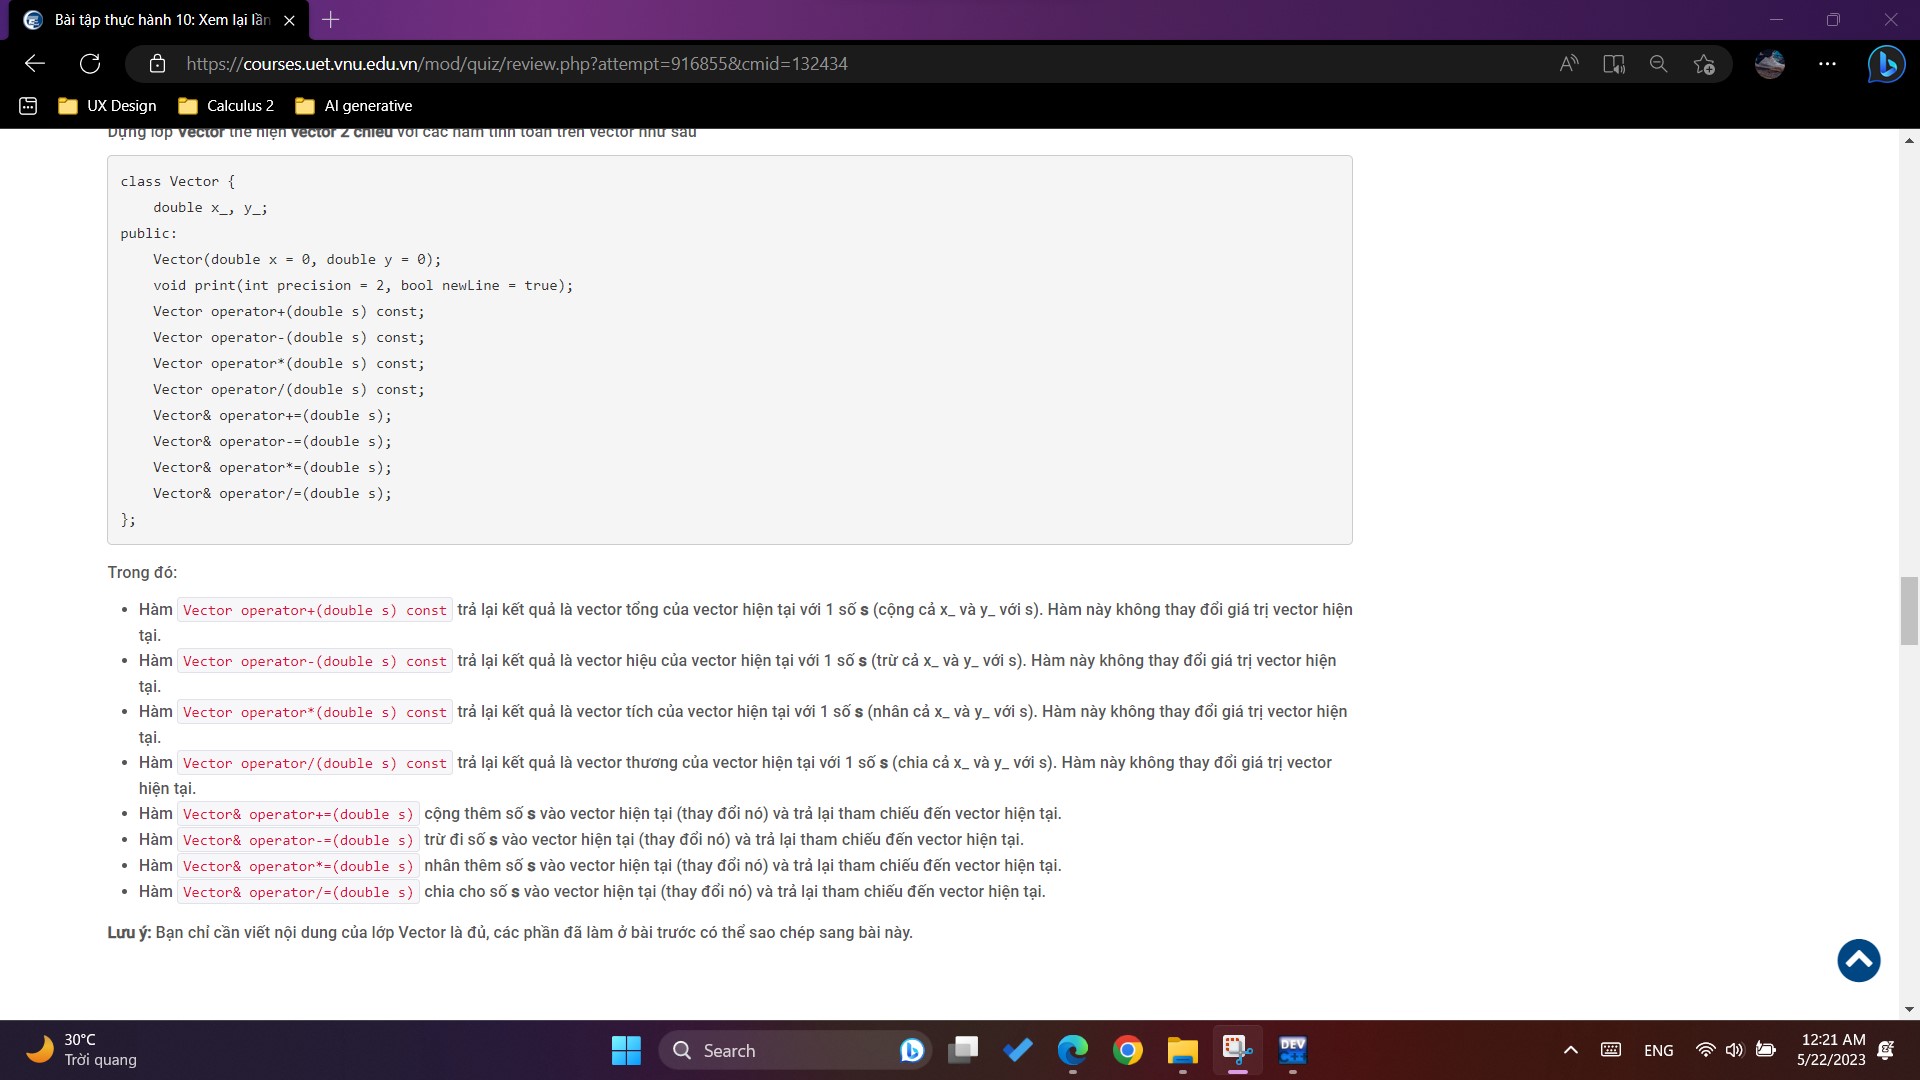 Bài tập thực hành 10: Xem lại lần
https://courses.uet.vnu.edu.vn/mod/quiz/review.php?attempt=916855&cmid=132434
UX Design
Calculus 2
AI generative
Dựng lớp Vector thể hiện vector 2 chiều với các hàm tính toán trên vector như sau
class Vector {
    double x_, y_;
public:
    Vector(double x = 0, double y = 0);
    void print(int precision = 2, bool newLine = true);
    Vector operator+(double s) const;
    Vector operator-(double s) const;
    Vector operator*(double s) const;
    Vector operator/(double s) const;
    Vector& operator+=(double s);
    Vector& operator-=(double s);
    Vector& operator*=(double s);
    Vector& operator/=(double s);
};
Trong đó:
• Hàm Vector operator+(double s) const trả lại kết quả là vector tổng của vector hiện tại với 1 số s (cộng cả x_ và y_ với s). Hàm này không thay đổi giá trị vector hiện
tại.
• Hàm Vector operator-(double s) const trả lại kết quả là vector hiệu của vector hiện tại với 1 số s (trừ cả x_ và y_ với s). Hàm này không thay đổi giá trị vector hiện
tại.
• Hàm Vector operator*(double s) const trả lại kết quả là vector tích của vector hiện tại với 1 số s (nhân cả x_ và y_ với s). Hàm này không thay đổi giá trị vector hiện
tại.
• Hàm Vector operator/(double s) const trả lại kết quả là vector thương của vector hiện tại với 1 số s (chia cả x_ và y_ với s). Hàm này không thay đổi giá trị vector
hiện tại.
• Hàm Vector& operator+=(double s) cộng thêm số s vào vector hiện tại (thay đổi nó) và trả lại tham chiếu đến vector hiện tại.
• Hàm Vector& operator-=(double s) trừ đi số s vào vector hiện tại (thay đổi nó) và trả lại tham chiếu đến vector hiện tại.
• Hàm Vector& operator*=(double s) nhân thêm số s vào vector hiện tại (thay đổi nó) và trả lại tham chiếu đến vector hiện tại.
• Hàm Vector& operator/=(double s) chia cho số s vào vector hiện tại (thay đổi nó) và trả lại tham chiếu đến vector hiện tại.
Lưu ý: Bạn chỉ cần viết nội dung của lớp Vector là đủ, các phần đã làm ở bài trước có thể sao chép sang bài này.
30°C
Trời quang
Search
DEV
C++
ENG
12:21 AM
5/22/2023